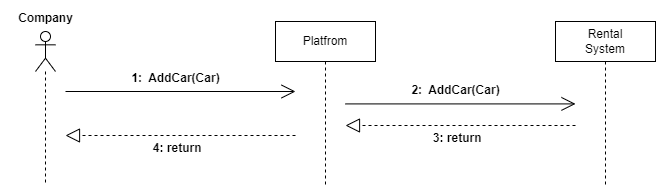 Company
Platfrom
Rental
System
1: AddCar(Car)
2: AddCar(Car)
3: return
4: return